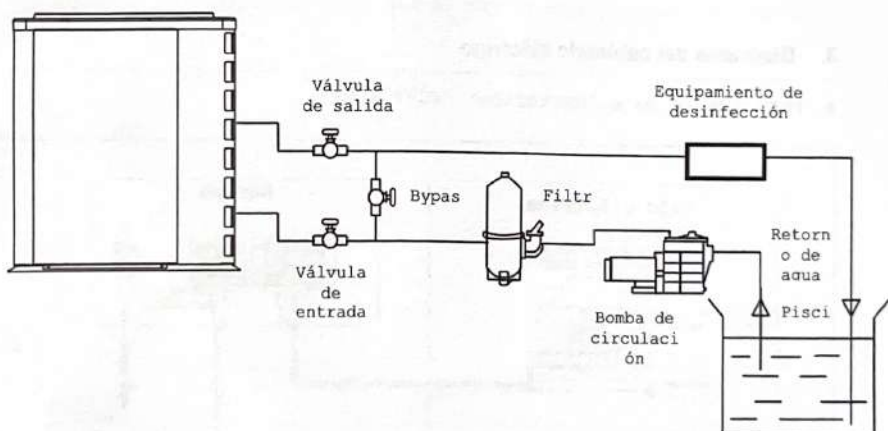 Válvula
de salida
Equipamiento de
desinfección
Bypas
Filtr
Retorn
o de
agua
Válvula
de
entrada
Bomba de
circulaci
ón
Pisci